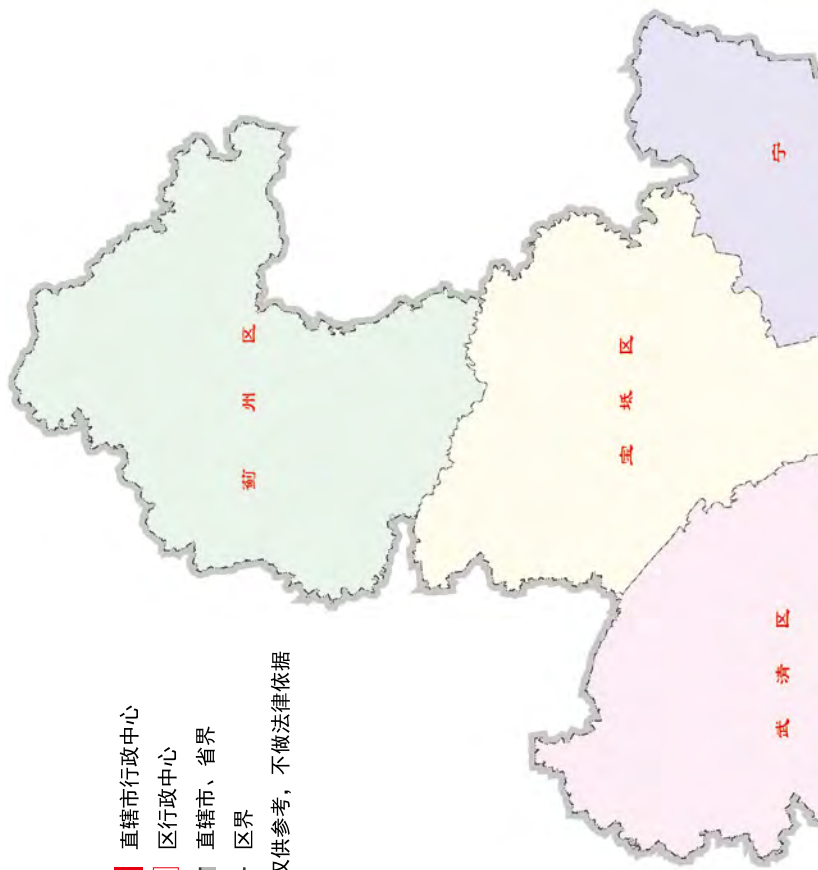 蓟州区
宝坻区
宁
武清区
直辖市行政中心
区行政中心
直辖市、省界
区界
仅供参考，不做法律依据